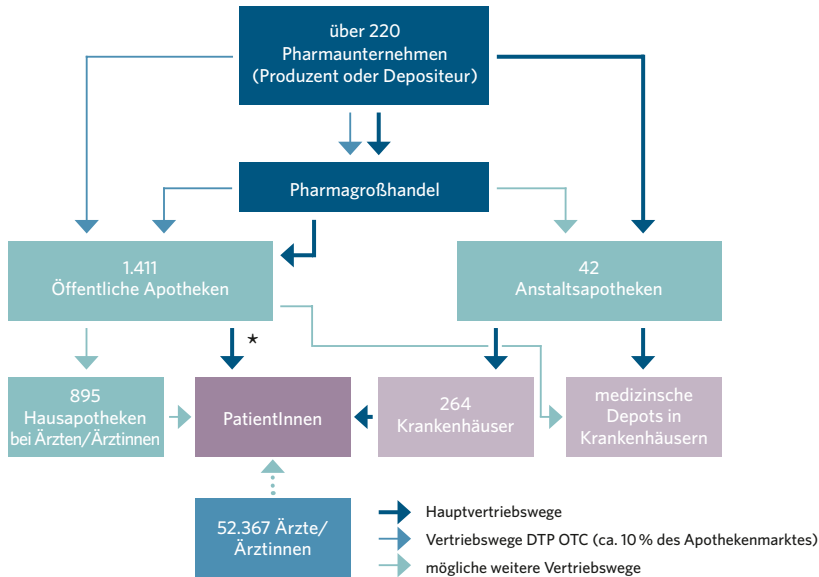 über 220
Pharmaunternehmen
(Produzent oder Depositeur)
Pharmagroßhandel
1.411
Öffentliche Apotheken
42
Anstaltsapotheken
*
895
Hausapotheken
bei Ärzten/Ärztinnen
PatientInnen
264
Krankenhäuser
medizinsche
Depots in
Krankenhäusern
52.367 Ärzte/
Ärztinnen
Hauptvertriebswege
Vertriebswege DTP OTC (ca. 10 % des Apothekenmarktes)
mögliche weitere Vertriebswege